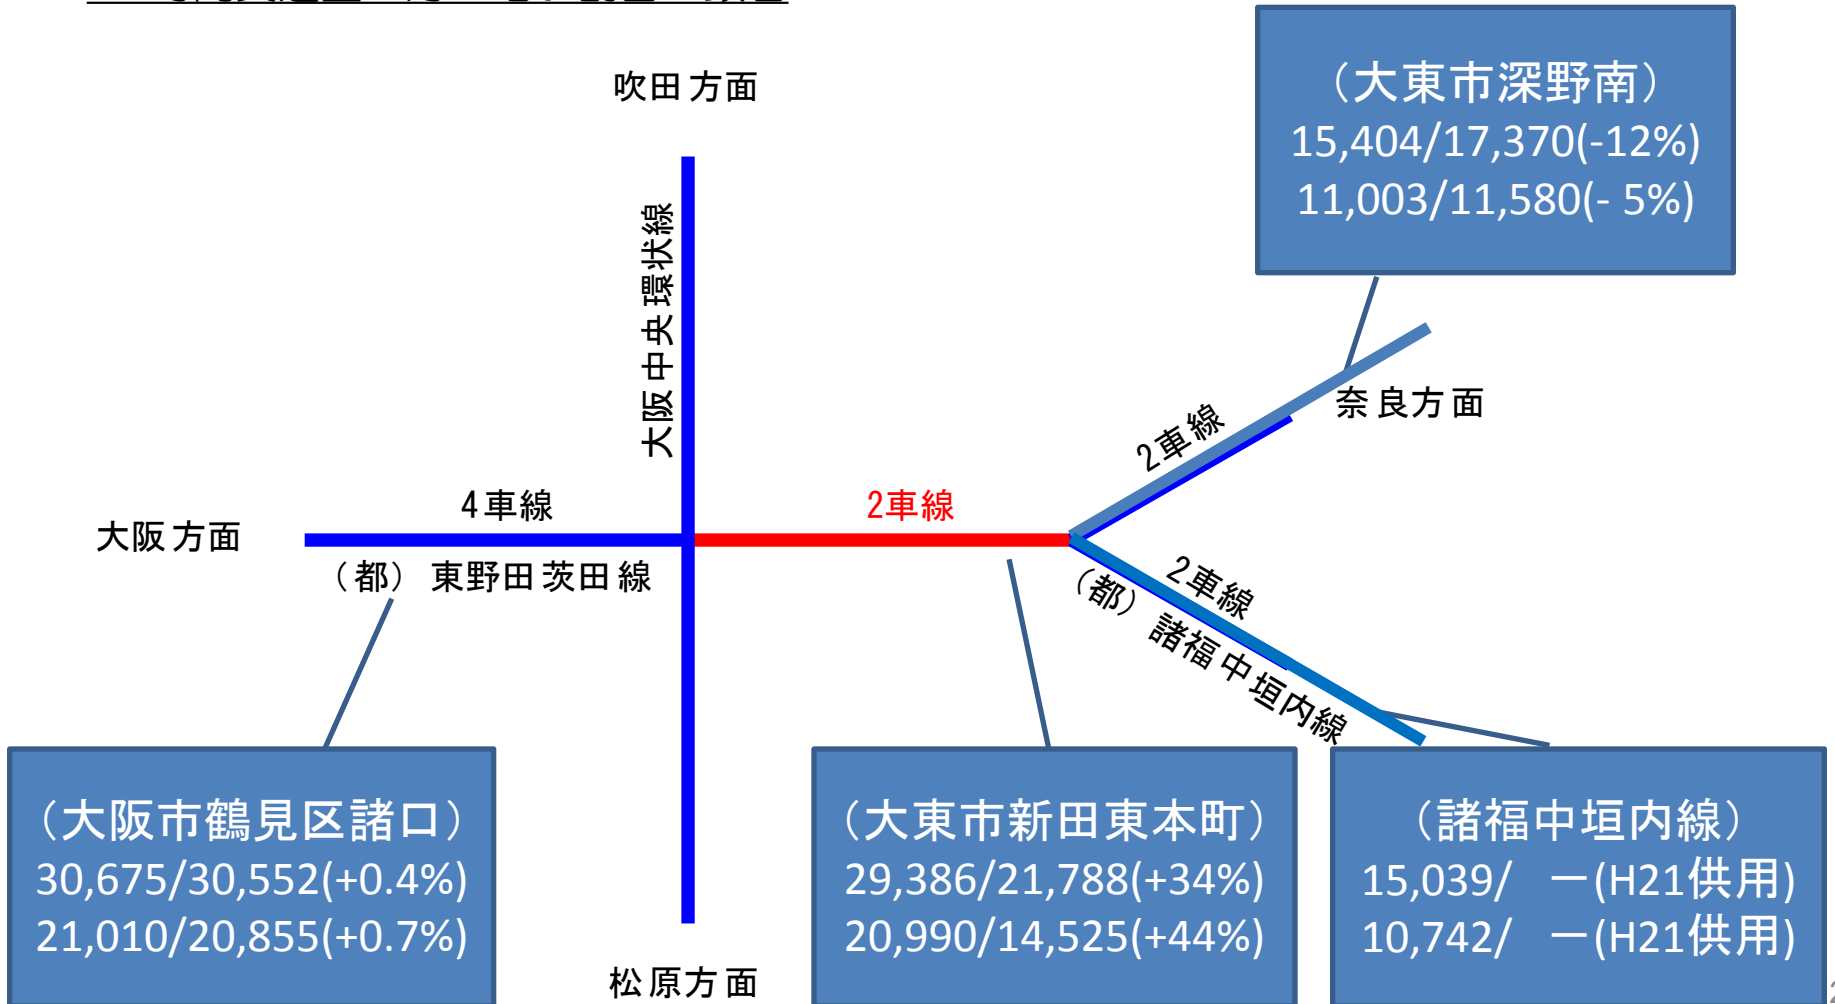 吹田方面
（大東市深野南）
15,404/17,370(-12%)
11,003/11,580(- 5%)
大阪中央環状線
奈良方面
2車線
4車線
2車線
大阪方面
（都）東野田茨田線
2車線
（都）諸福中垣内線
（大阪市鶴見区諸口）
30,675/30,552(+0.4%)
21,010/20,855(+0.7%)
（大東市新田東本町）
29,386/21,788(+34%)
20,990/14,525(+44%)
（諸福中垣内線）
15,039/ －(H21供用)
10,742/ －(H21供用)
松原方面